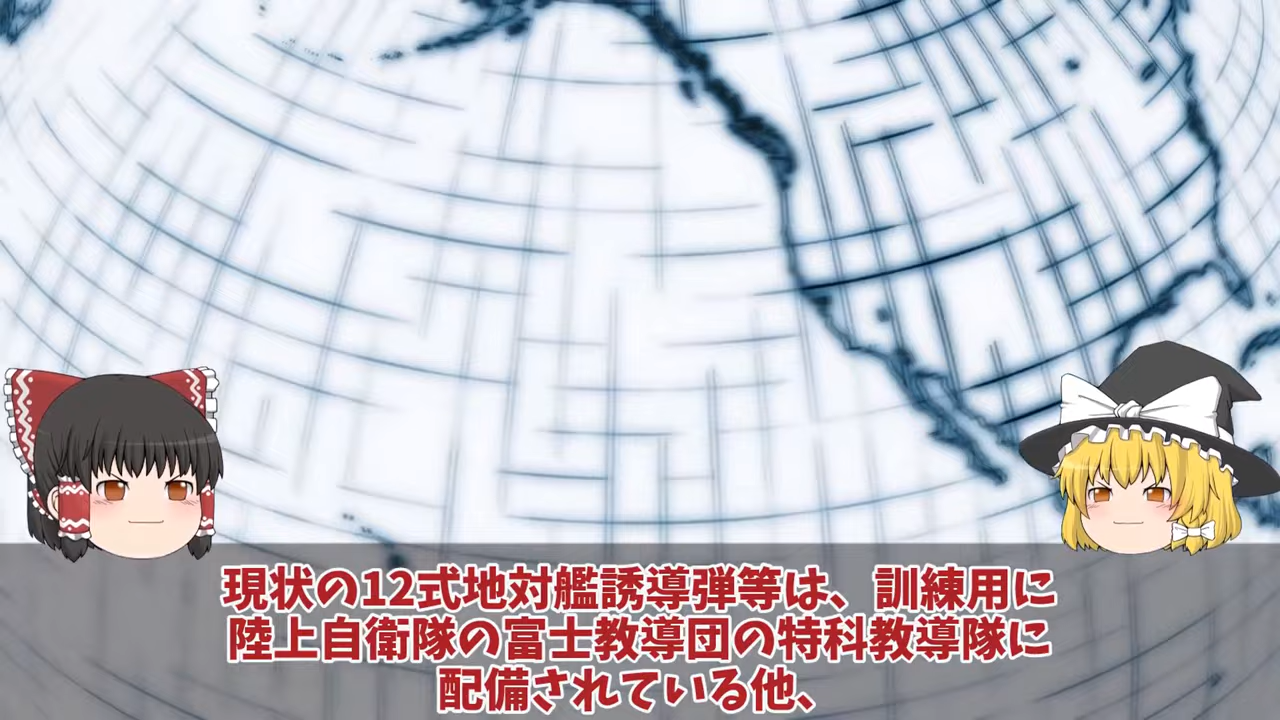 現状の12式地対艦誘導弾等は、訓練用に
陸上自衛隊の富士教導団の特科教導隊に
配備されている他、